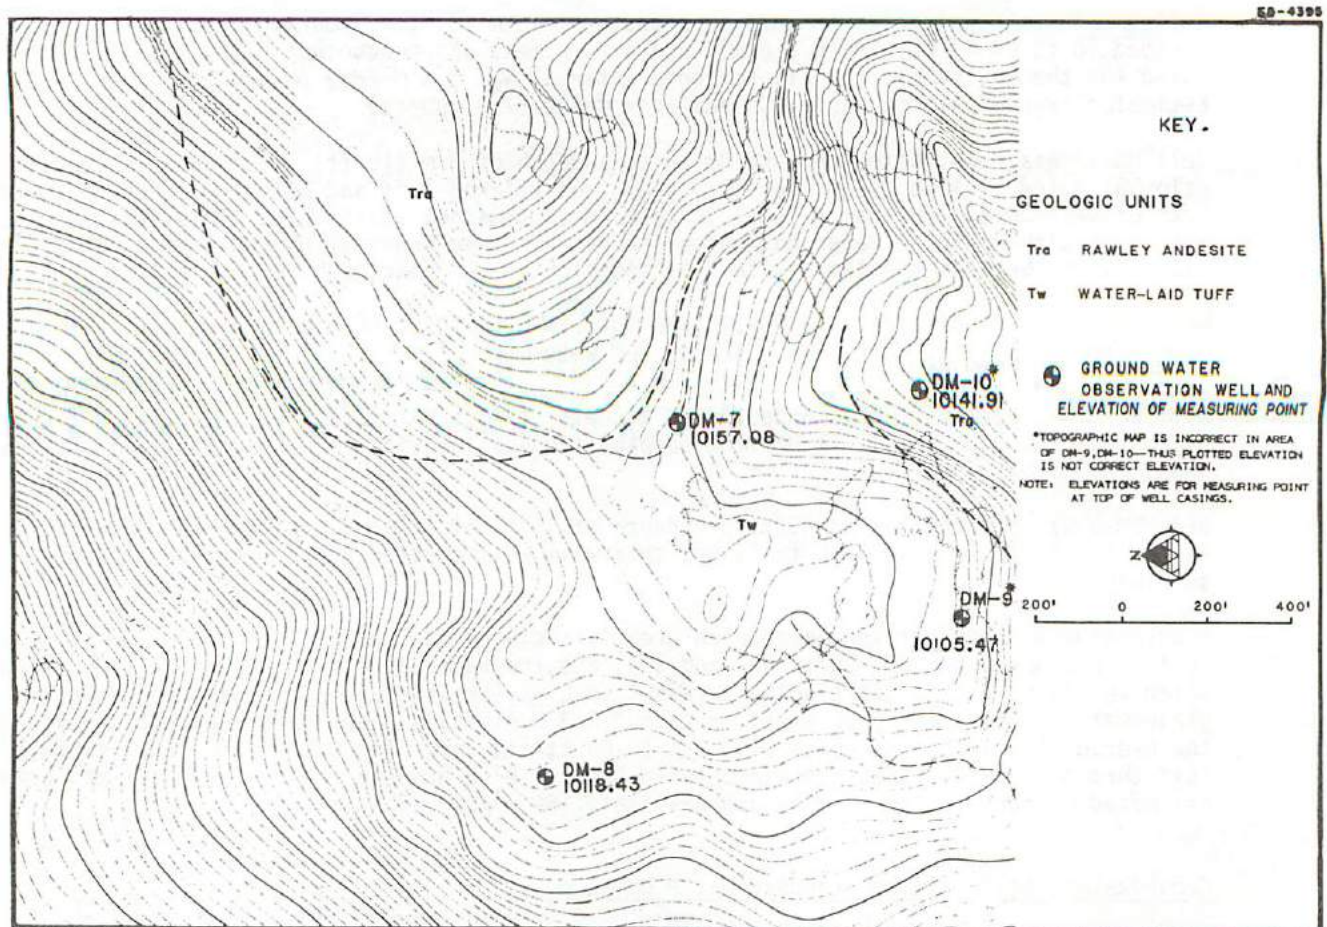 KEY.
GEOLOGIC UNITS
Tra RAWLEY ANDESITE
Tw WATER-LAID TUFF
GROUND WATER
OBSERVATION WELL AND
ELEVATION OF MEASURING POINT
*TOPOGRAPHIC MAP IS INCORRECT IN AREA
OF DM-9, DM-10—THUS PLOTTED ELEVATION
IS NOT CORRECT ELEVATION.
NOTE: ELEVATIONS ARE FOR MEASURING POINT
AT TOP OF WELL CASINGS.
N
200' 0 200' 400'
Tra
DM-10*
10141.91
Tra
DM-7
10157.08
Tw
DM-9*
10105.47
DM-8
10118.43